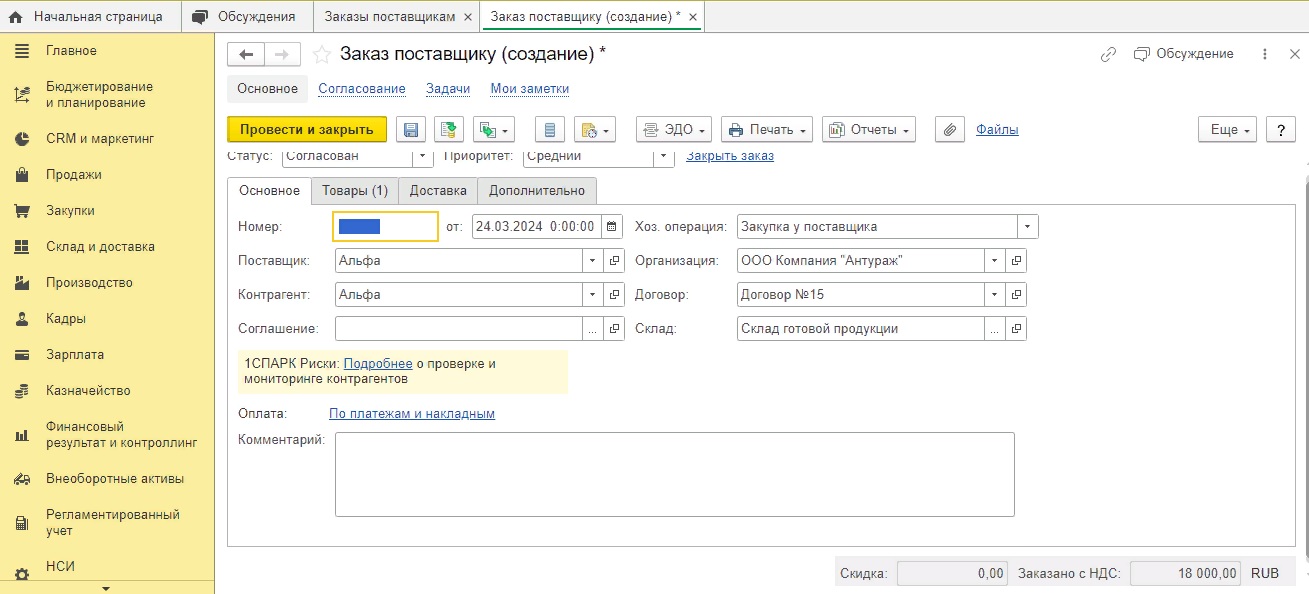 Начальная страница
Обсуждения
Заказы поставщикам ×
Заказ поставщику (создание) * ×
Главное
Бюджетирование
и планирование
CRM и маркетинг
Продажи
Закупки
Склад и доставка
Производство
Кадры
Зарплата
Казначейство
Финансовый
результат и контроллинг
Внеоборотные активы
Регламентированный
учет
НСИ
Заказ поставщику (создание) *
Обсуждение
Основное Согласование Задачи Мои заметки
Провести и закрыть ЭДО Печать Отчеты Файлы Еще ?
Статус: Согласован Приоритет: Средний Закрыть заказ
Основное Товары (1) Доставка Дополнительно
Номер: от: 24.03.2024 0:00:00 Хоз. операция: Закупка у поставщика
Поставщик: Альфа Организация: ООО Компания "Антураж"
Контрагент: Альфа Договор: Договор №15
Соглашение: ... Склад: Склад готовой продукции ...
1СПАРК Риски: Подробнее о проверке и
мониторинге контрагентов
Оплата: По платежам и накладным
Комментарий:
Скидка: 0,00 Заказано с НДС: 18 000,00 RUB